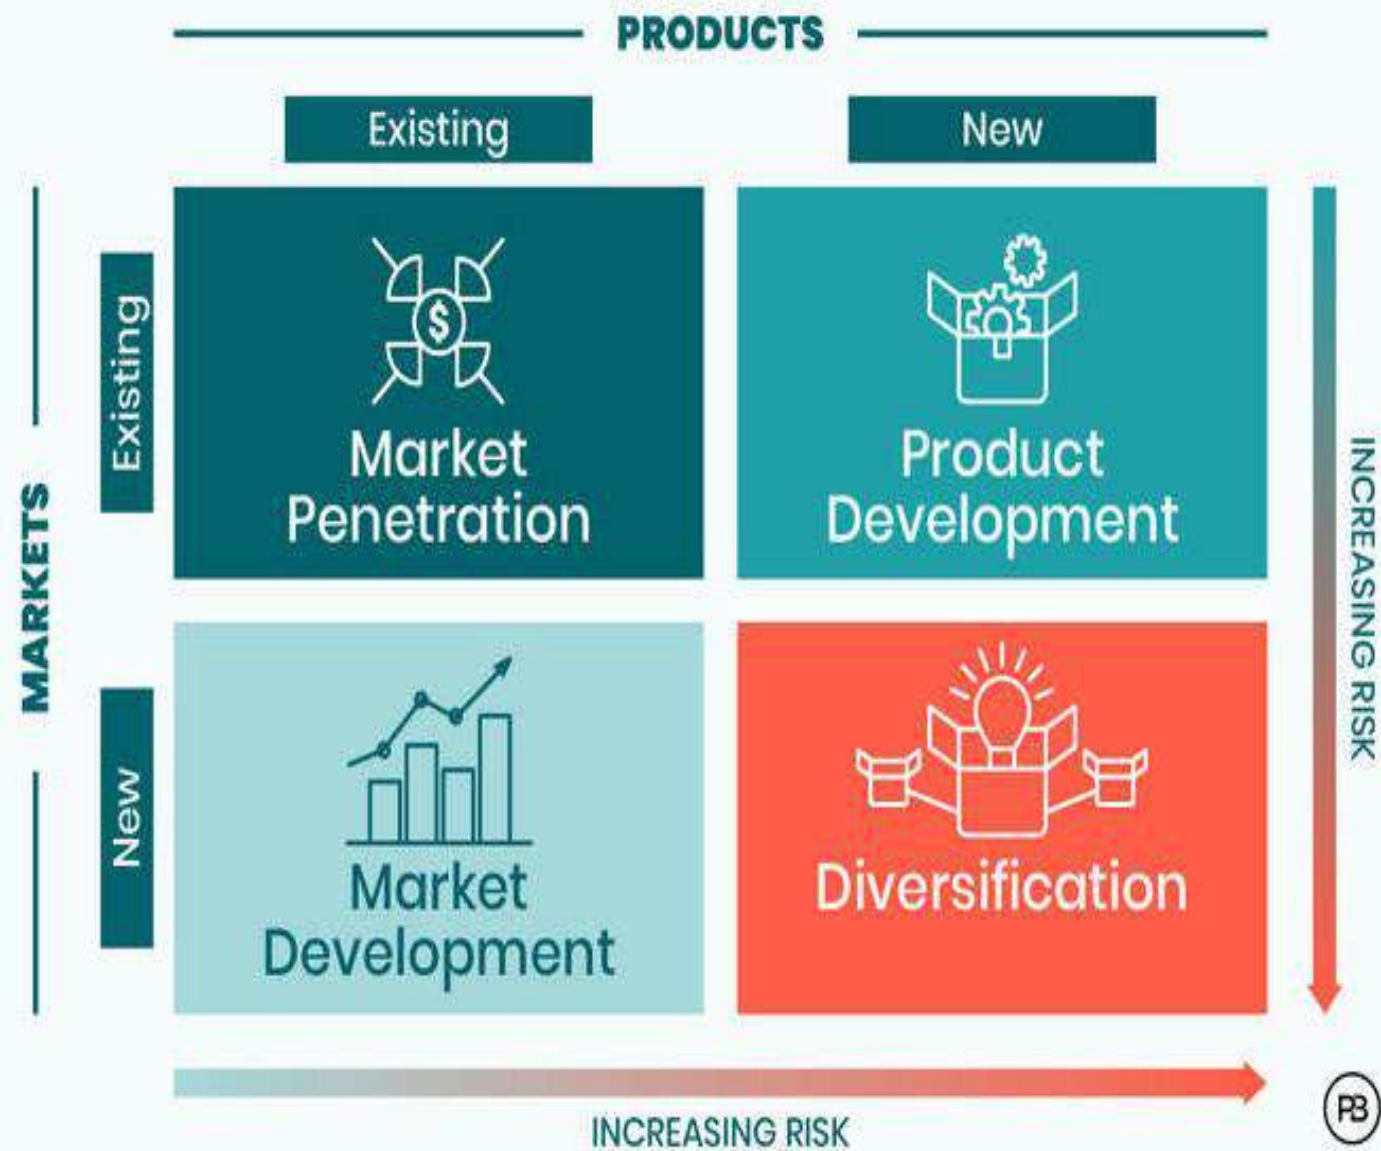 PRODUCTS
Existing
New
MARKETS
Existing
$
Market
Penetration
Product
Development
New
Market
Development
Diversification
INCREASING RISK
INCREASING RISK
PB